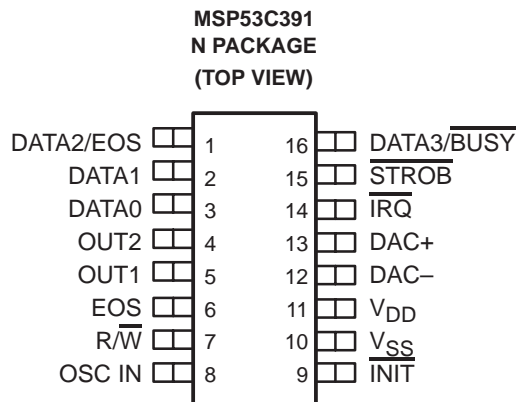 MSP53C391
N PACKAGE
(TOP VIEW)
DATA2/EOS 1 16 DATA3/BUSY
DATA1 2 15 STROB
DATA0 3 14 IRQ
OUT2 4 13 DAC+
OUT1 5 12 DAC–
EOS 6 11 VDD
R/W 7 10 VSS
OSC IN 8 9 INIT